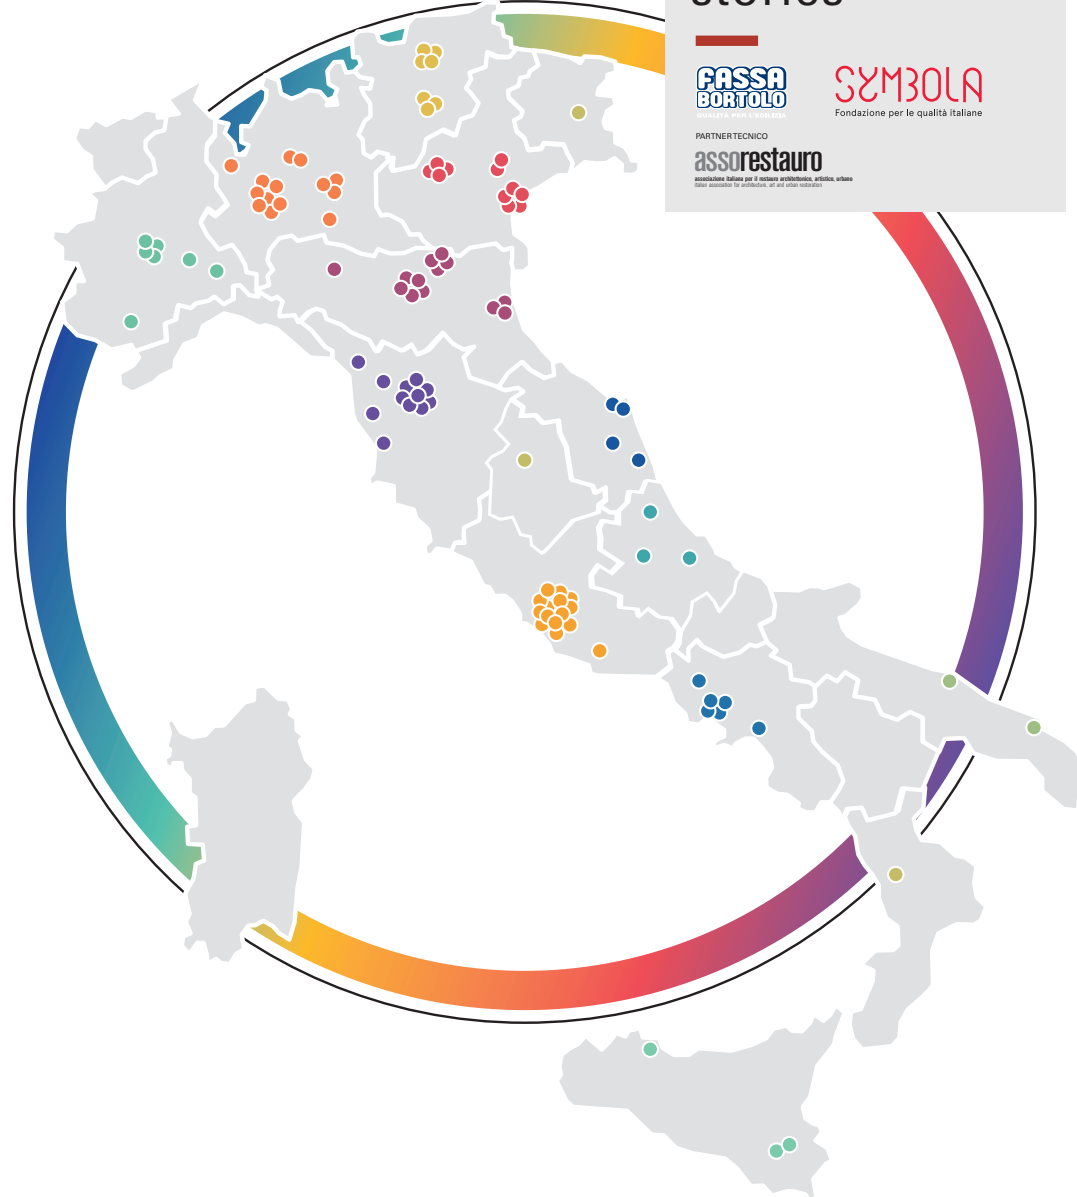 FASSA
BORTOLO
QUALITÀ PER L'EDILIZIA
SYMBOLA
Fondazione per le qualità italiane
PARTNER TECNICO
assorestauro
associazione italiana per il restauro architettonico, artistico, urbano
italian association for architecture, art and urban restoration